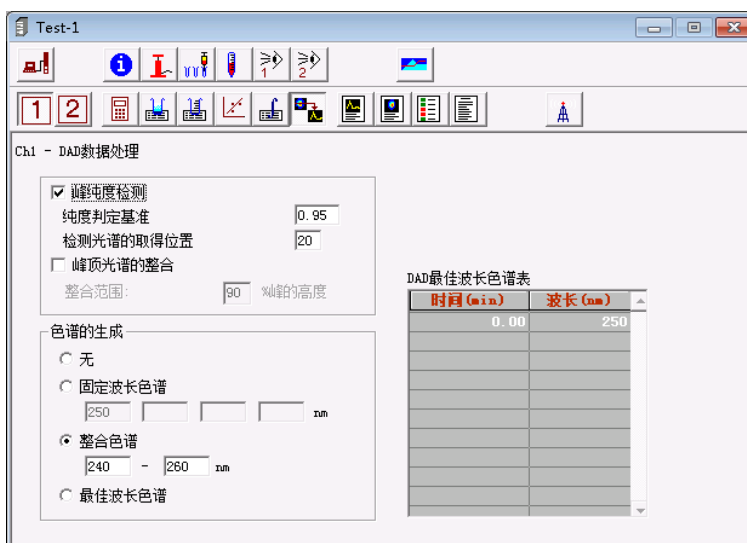 Test-1
1 2
1 2
Ch1 - DAD数据处理
峰纯度检测
纯度判定基准 0.95
检测光谱的取得位置 20
峰顶光谱的整合
整合范围: 90 %峰的高度
色谱的生成
无
固定波长色谱
250 nm
整合色谱
240 - 260 nm
最佳波长色谱
DAD最佳波长色谱表
时间(min) 波长(nm)
0.00 250